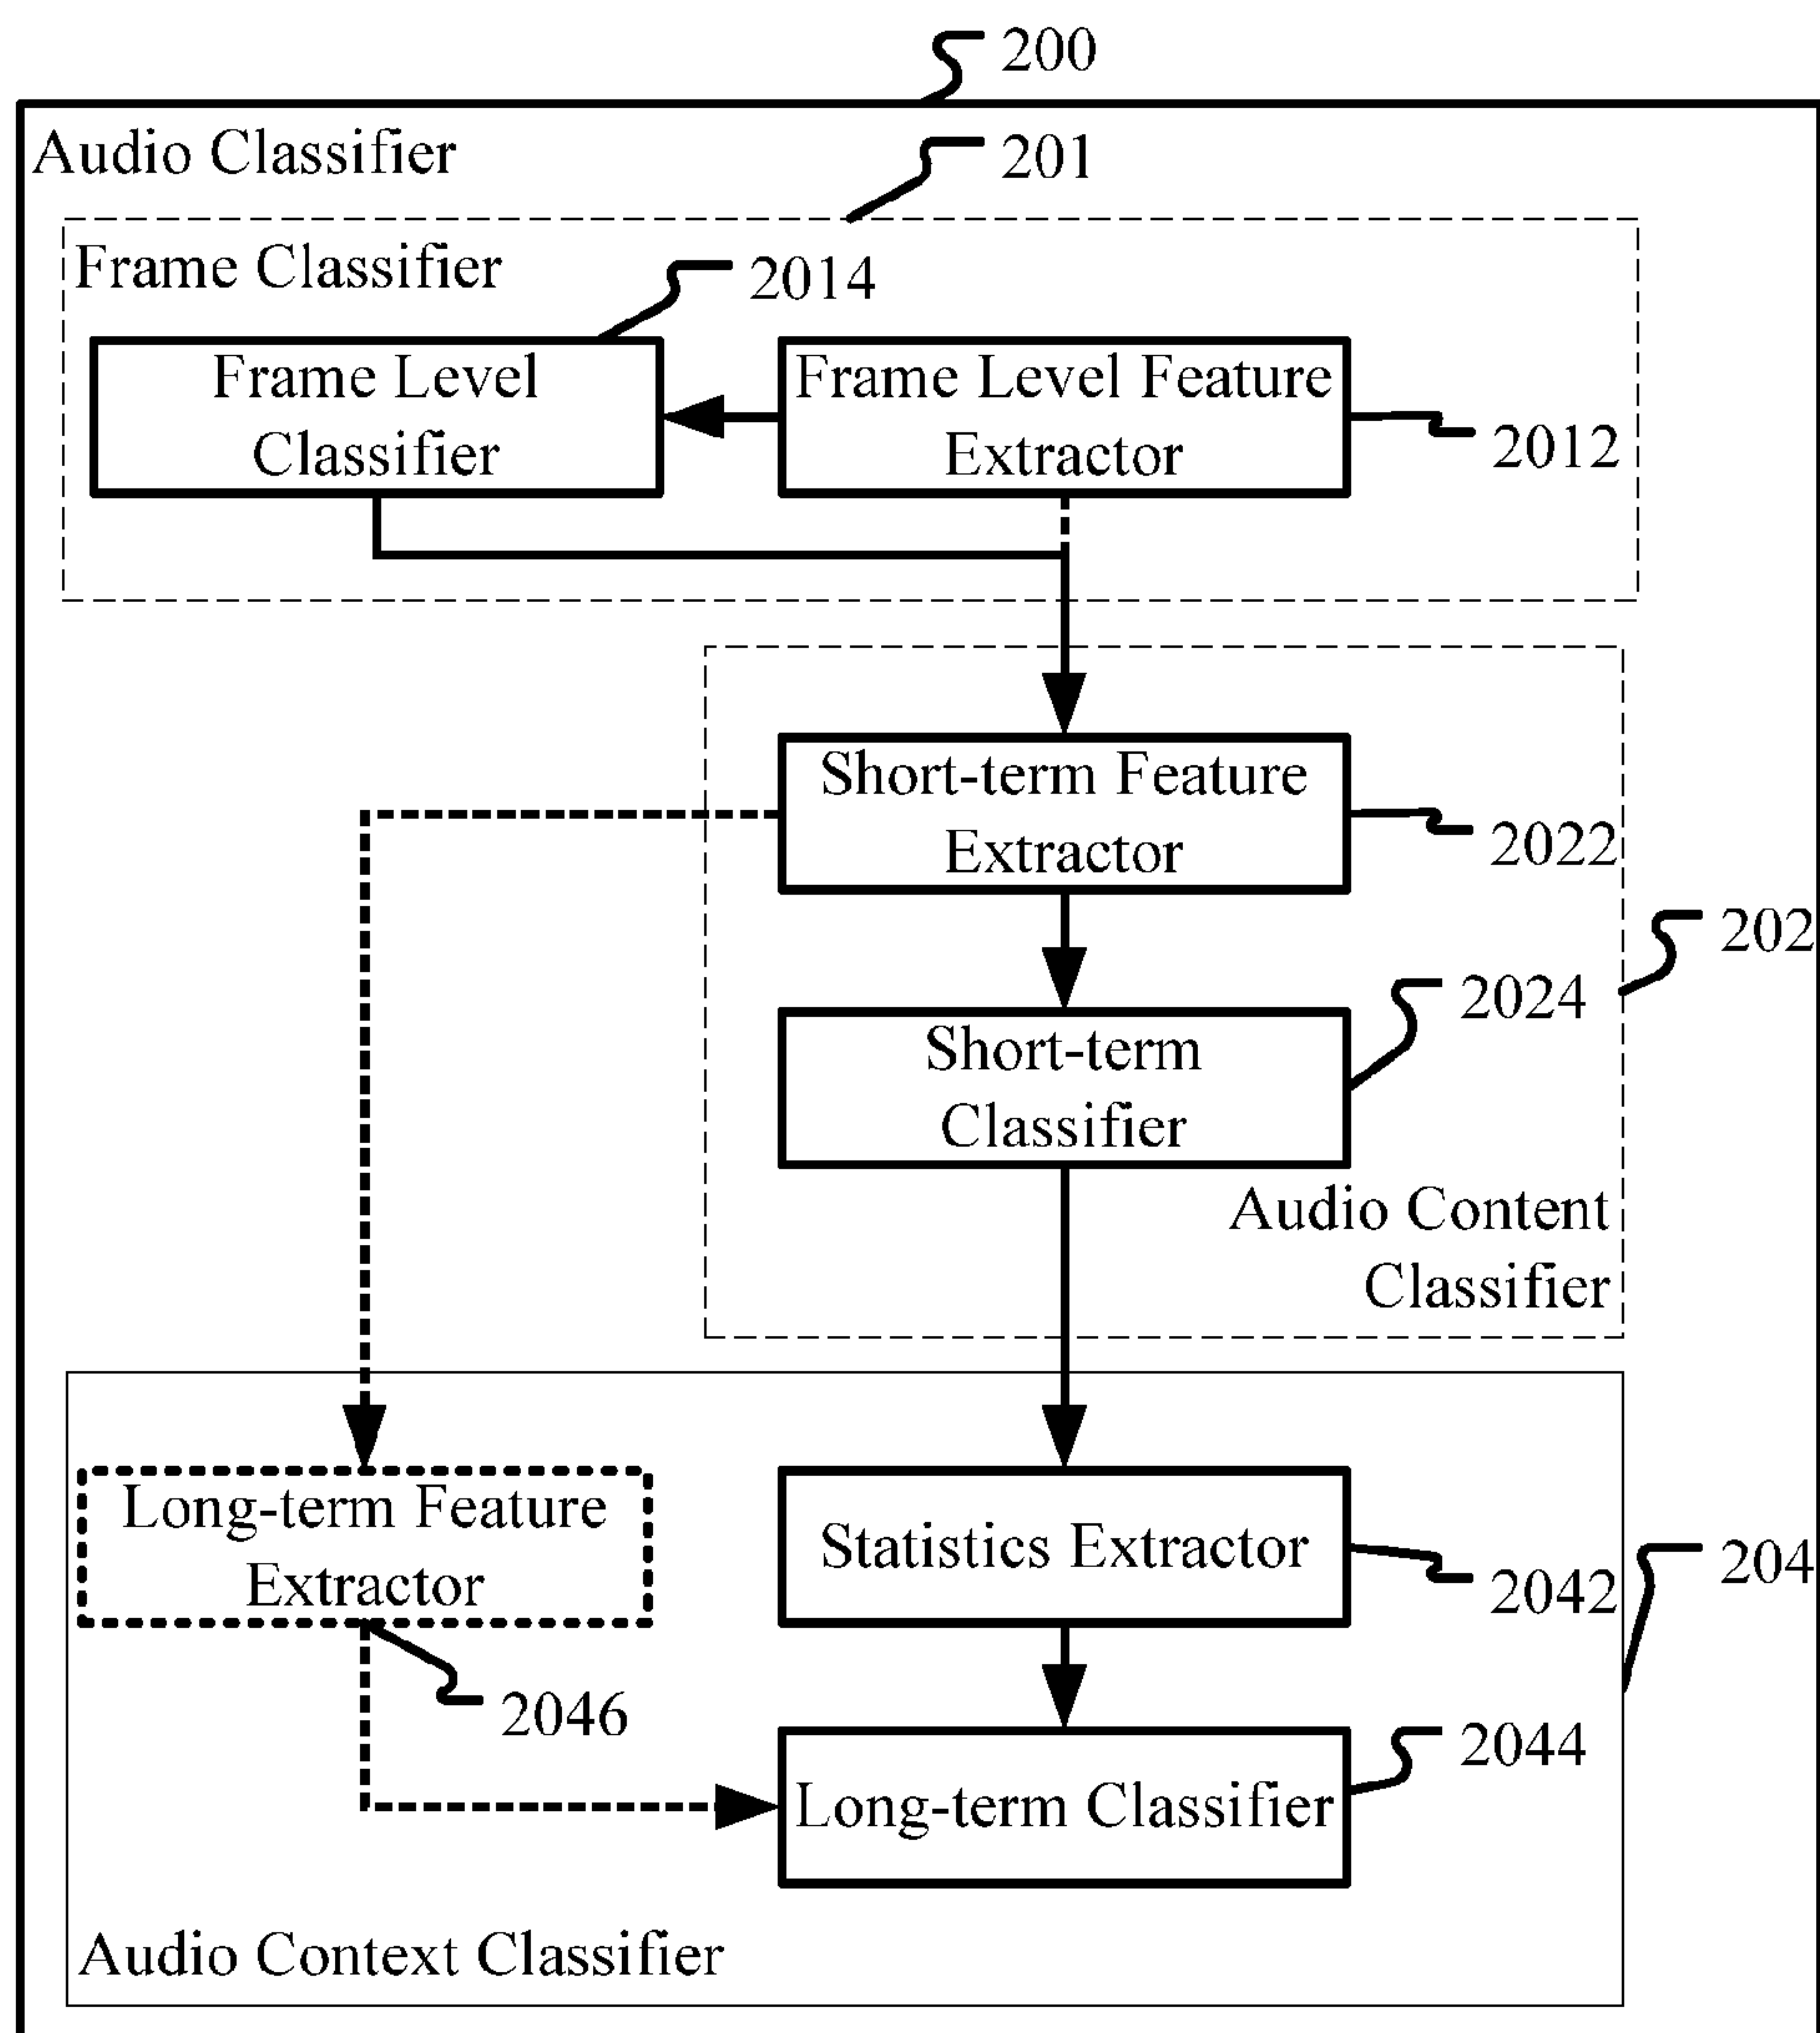 200
Audio Classifier
201
Frame Classifier
2014
Frame Level
Classifier
Frame Level Feature
Extractor
2012
Short-term Feature
Extractor
2022
202
2024
Short-term
Classifier
Audio Content
Classifier
Long-term Feature
Extractor
Statistics Extractor
2042
204
2046
2044
Long-term Classifier
Audio Context Classifier